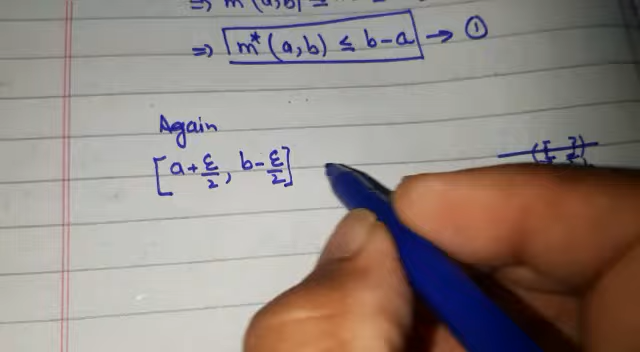 ⇒ m*(a,b) ≤
⇒ m*(a,b) ≤ b-a → ①
Again
[a+ε/2, b-ε/2]